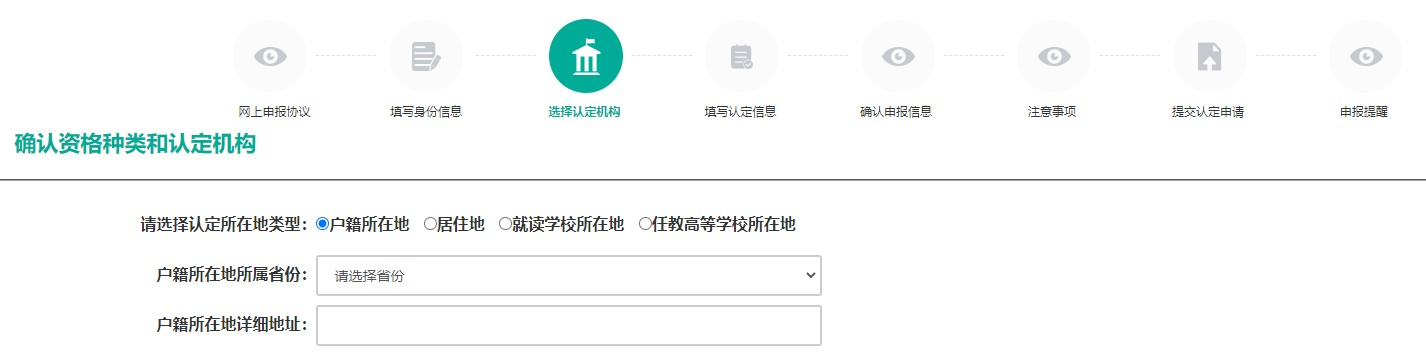 网上申报协议 填写身份信息 选择认定机构 填写认定信息 确认申报信息 注意事项 提交认定申请 申报提醒
确认资格种类和认定机构
请选择认定所在地类型： 户籍所在地 居住地 就读学校所在地 任教高等学校所在地
户籍所在地所属省份： 请选择省份
户籍所在地详细地址：